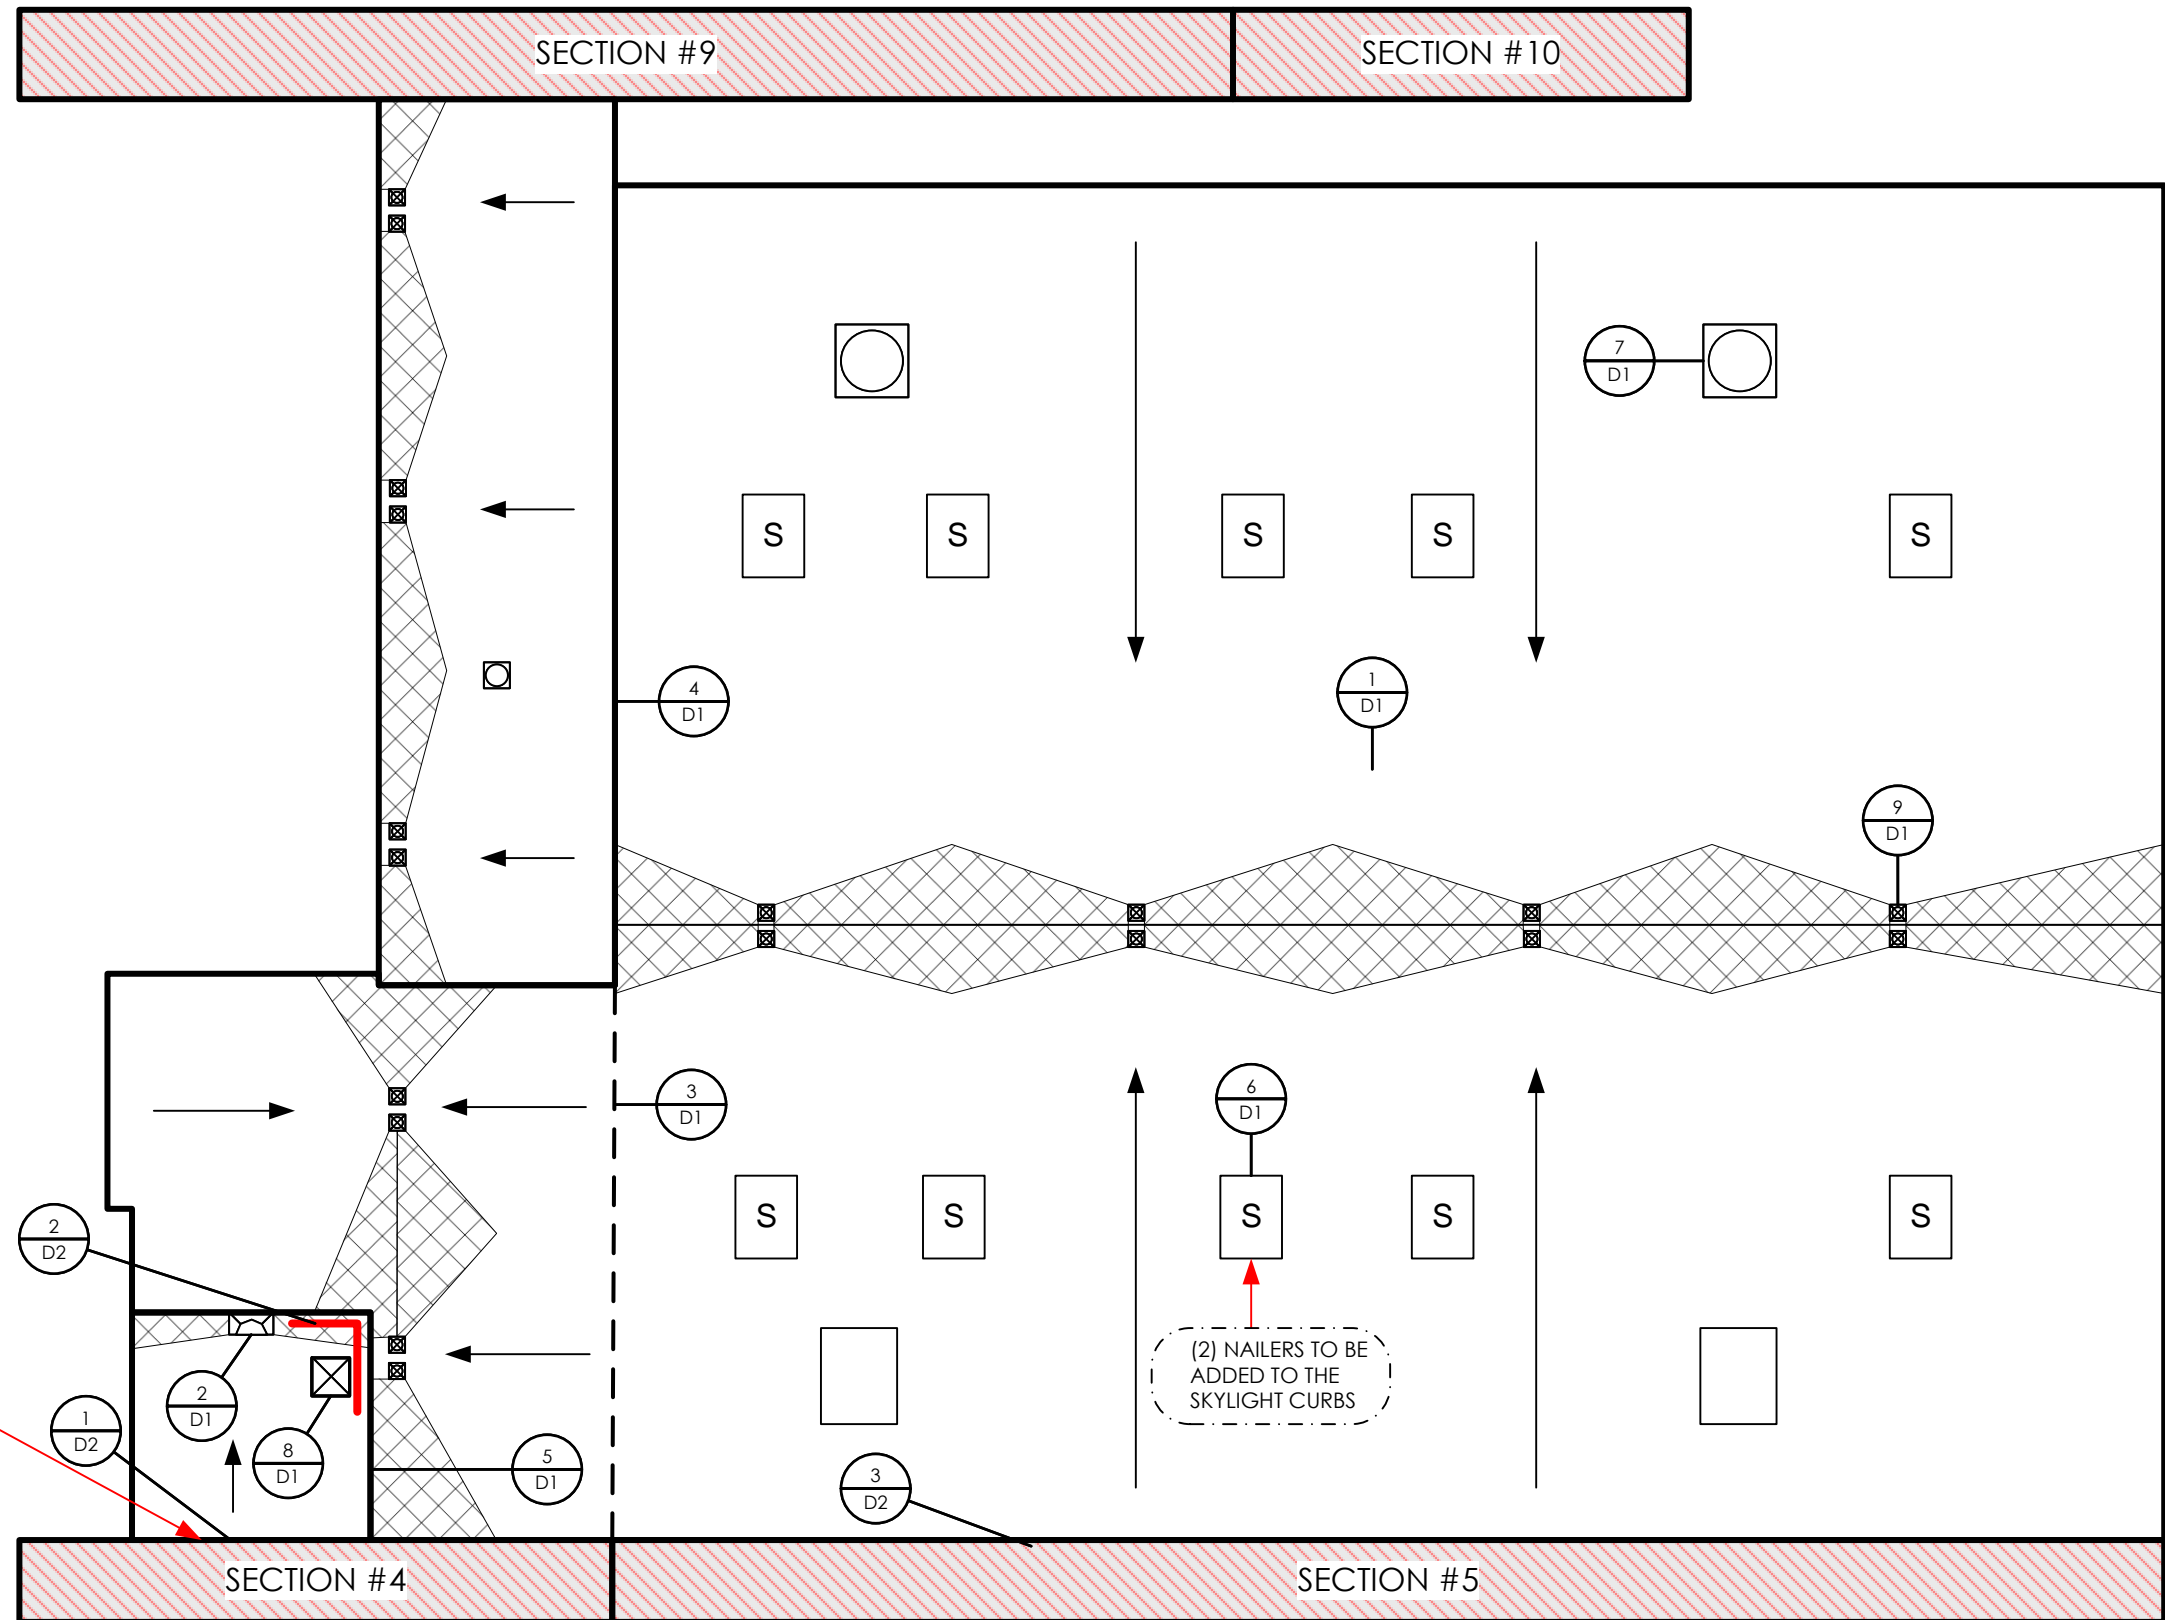 SECTION #9
SECTION #10
7
D1
S
S
S
S
S
4
D1
1
D1
9
D1
3
D1
6
D1
S
S
S
S
S
2
D2
(2) NAILERS TO BE
ADDED TO THE
SKYLIGHT CURBS
2
D1
1
D2
8
D1
5
D1
3
D2
SECTION #4
SECTION #5